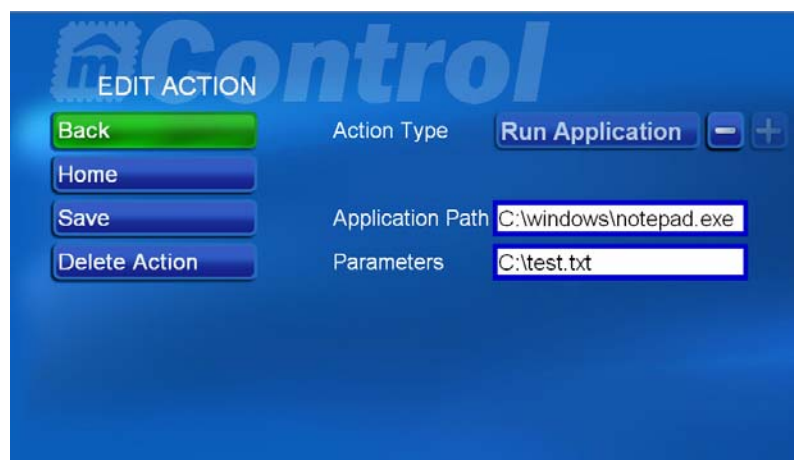 mControl
EDIT ACTION
Back
Action Type
Run Application
Home
Save
Application Path
C:\windows\notepad.exe
Delete Action
Parameters
C:\test.txt